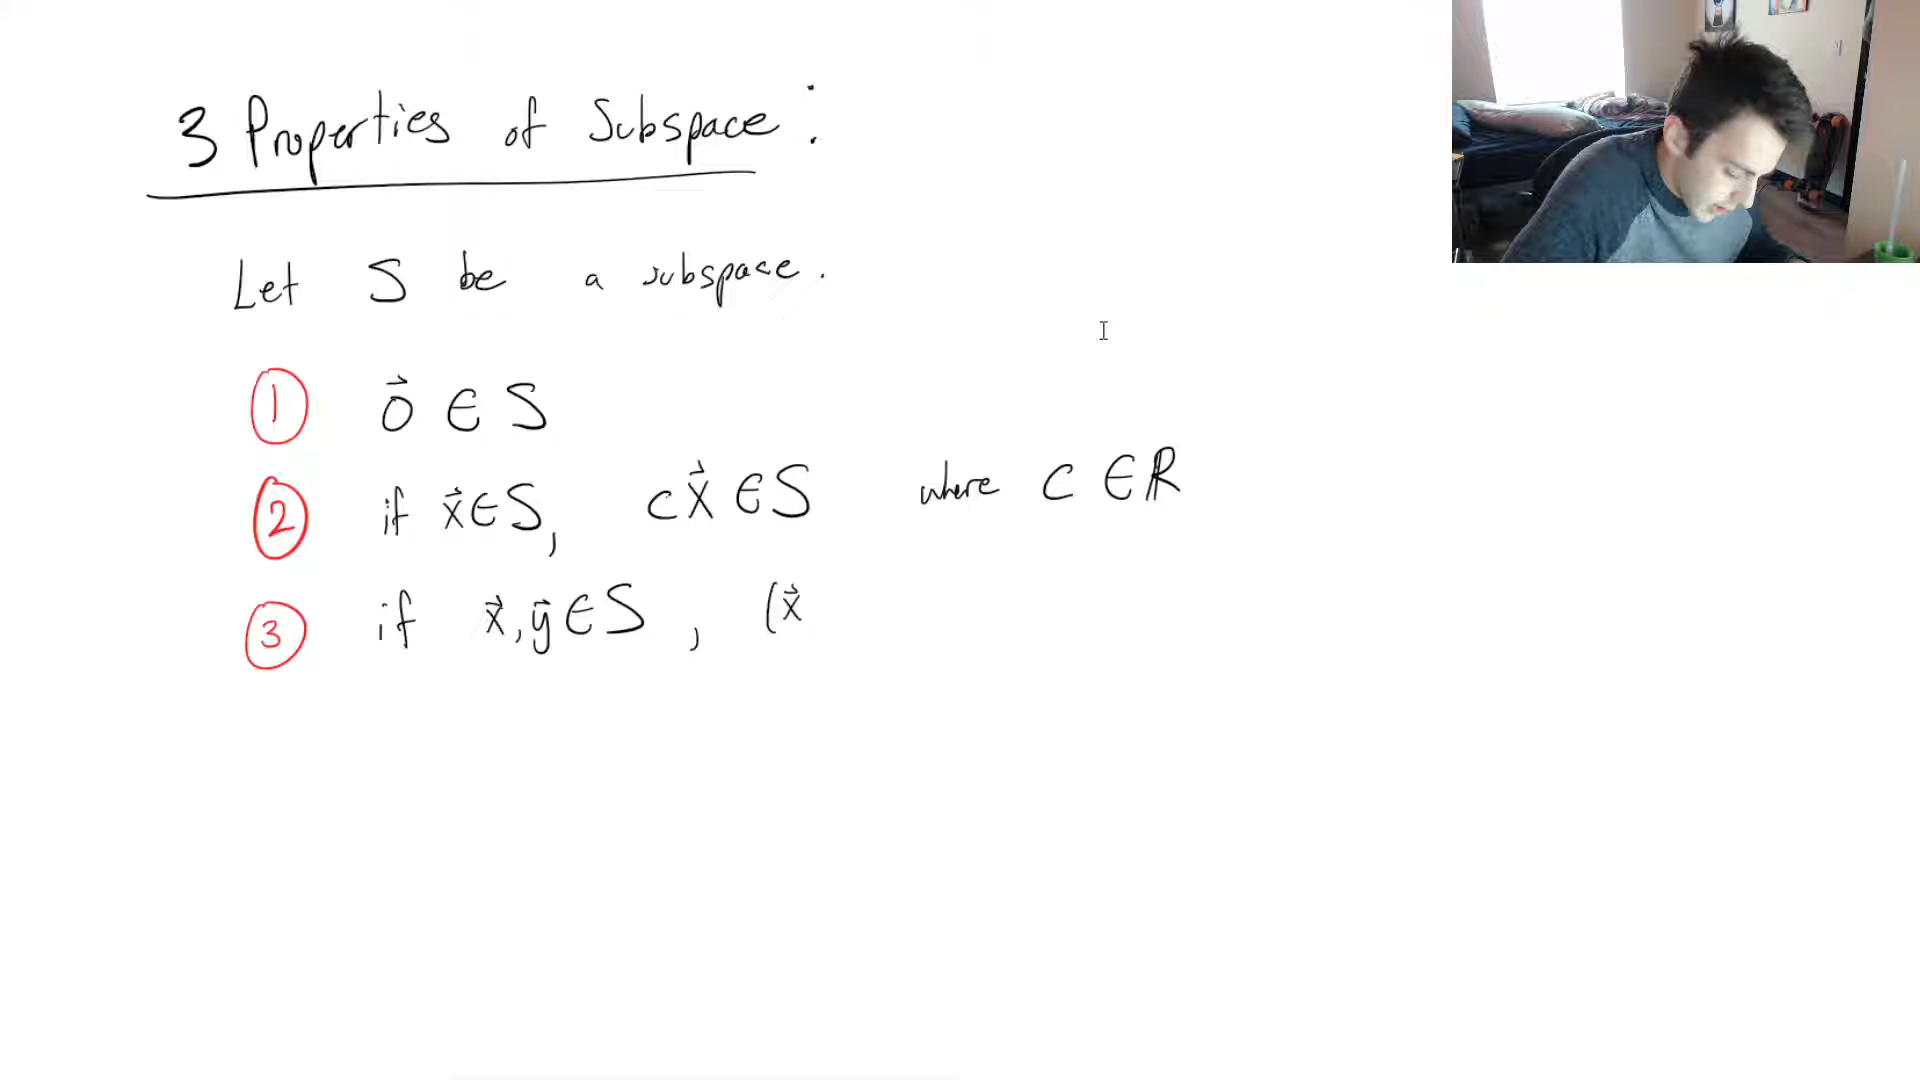 3 Properties of Subspace:
Let S be a subspace.
① 0⃗ ∈ S
② if x⃗ ∈ S, cx⃗ ∈ S where c ∈ ℝ
③ if x⃗, y⃗ ∈ S , (x⃗